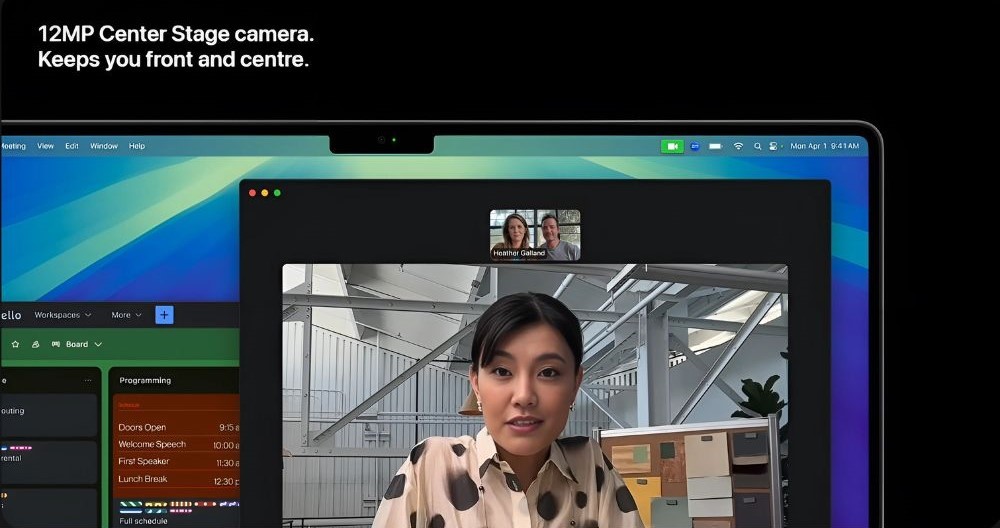 12MP Center Stage camera.
Keeps you front and centre.
Meeting View Edit Window Help
Mon Apr 1 9:41AM
Heather Galland
ello Workspaces More +
Board
Programming
Doors Open 9:15 a
Welcome Speech 10:00 a
First Speaker 11:30 a
Lunch Break 12:30 p
outing
rental
Full schedule